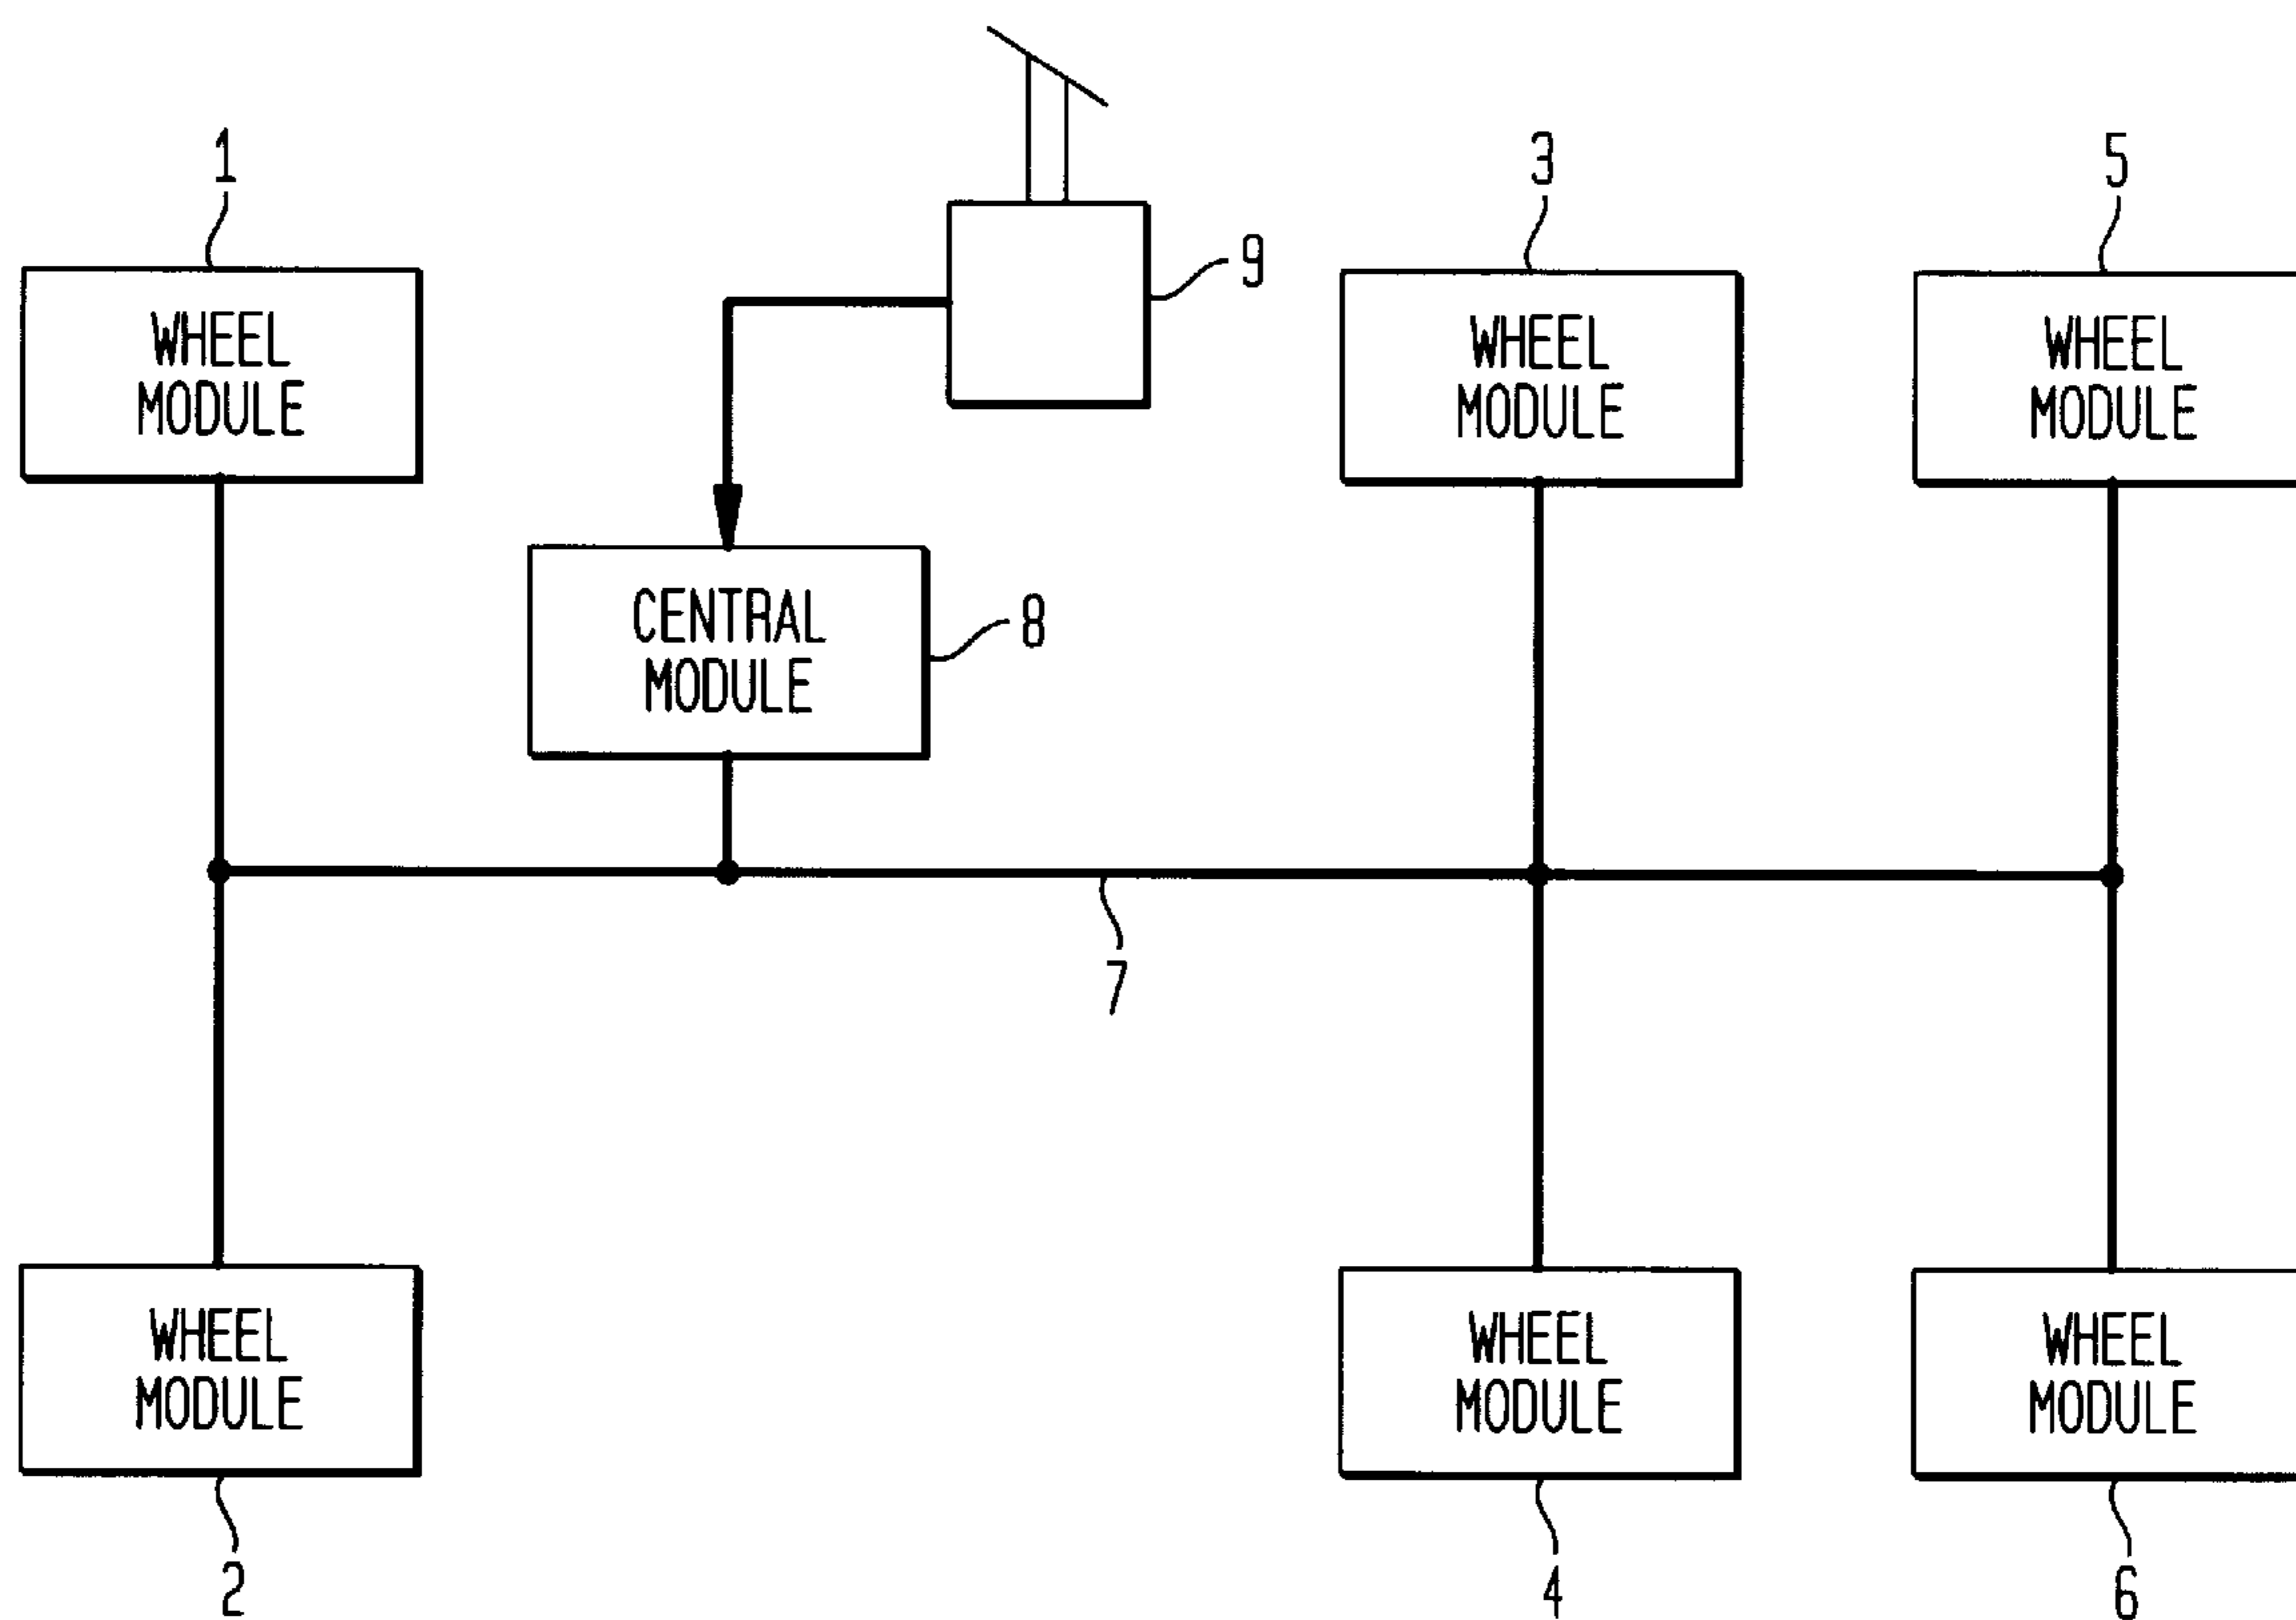 1
3
5
9
WHEEL
MODULE
WHEEL
MODULE
WHEEL
MODULE
CENTRAL
MODULE
8
7
WHEEL
MODULE
WHEEL
MODULE
WHEEL
MODULE
2
4
6